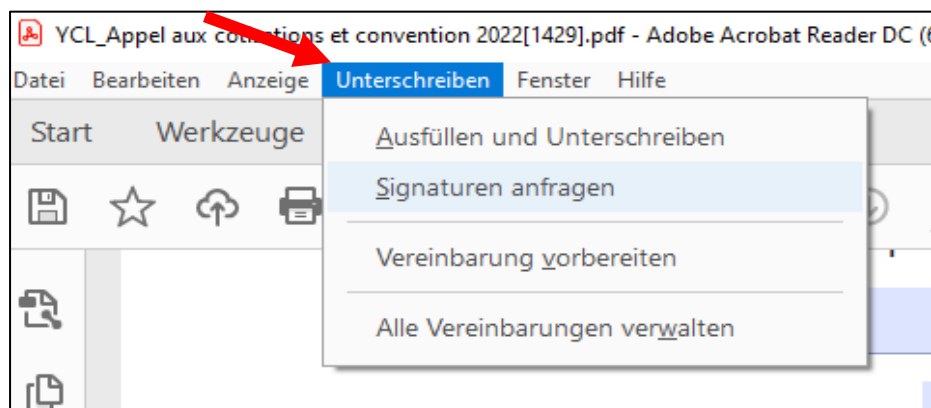 YCL_Appel aux cotisations et convention 2022[1429].pdf - Adobe Acrobat Reader DC (6
Datei Bearbeiten Anzeige Unterschreiben Fenster Hilfe
Start Werkzeuge
Ausfüllen und Unterschreiben
Signaturen anfragen
Vereinbarung vorbereiten
Alle Vereinbarungen verwalten